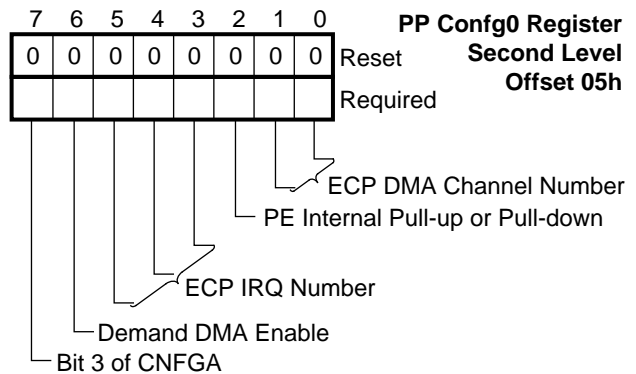 7 6 5 4 3 2 1 0
PP Confg0 Register
Second Level
Offset 05h
0 0 0 0 0 0 0 0 Reset
Required
ECP DMA Channel Number
PE Internal Pull-up or Pull-down
ECP IRQ Number
Demand DMA Enable
Bit 3 of CNFGA